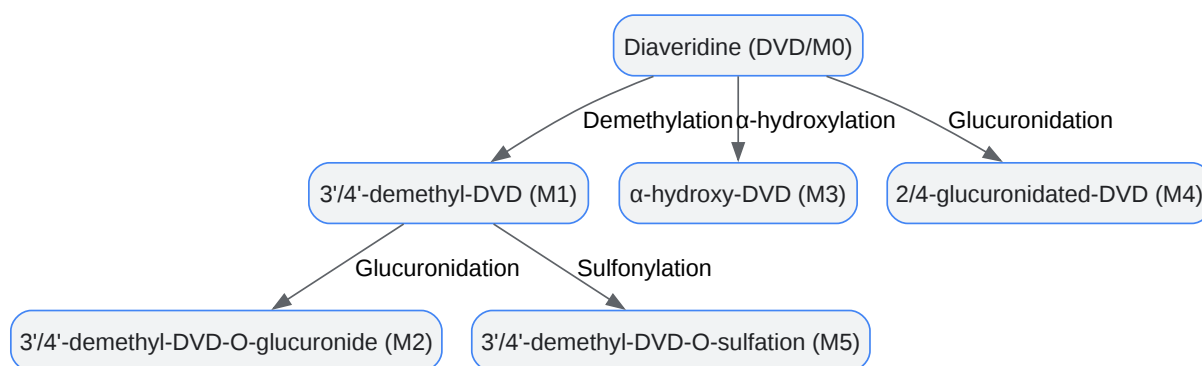 Diaveridine (DVD/M0)
Demethylation
α-hydroxylation
Glucuronidation
3'/4'-demethyl-DVD (M1)
α-hydroxy-DVD (M3)
2/4-glucuronidated-DVD (M4)
Glucuronidation
Sulfonylation
3'/4'-demethyl-DVD-O-glucuronide (M2)
3'/4'-demethyl-DVD-O-sulfation (M5)